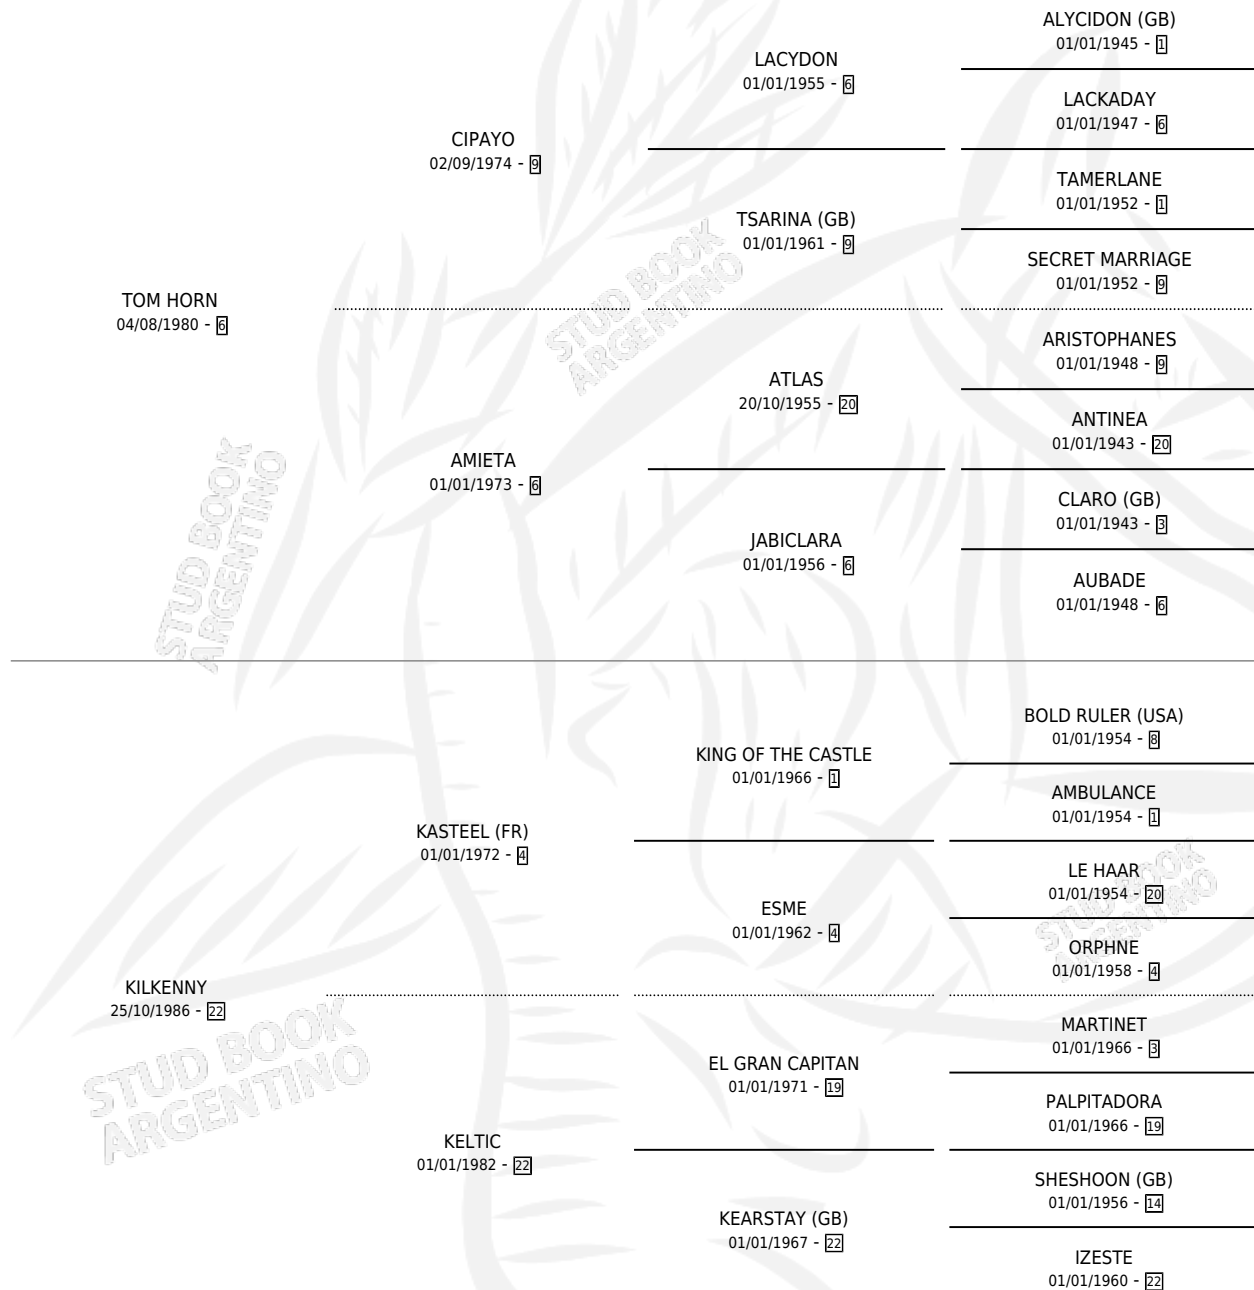 ALYCIDON (GB)
01/01/1945 - 1
LACYDON
01/01/1955 - 6
LACKADAY
01/01/1947 - 6
CIPAYO
02/09/1974 - 9
TAMERLANE
01/01/1952 - 1
TSARINA (GB)
01/01/1961 - 9
SECRET MARRIAGE
01/01/1952 - 9
TOM HORN
04/08/1980 - 6
ARISTOPHANES
01/01/1948 - 9
ATLAS
20/10/1955 - 20
ANTINEA
01/01/1943 - 20
AMIETA
01/01/1973 - 6
CLARO (GB)
01/01/1943 - 3
JABICLARA
01/01/1956 - 6
AUBADE
01/01/1948 - 6
BOLD RULER (USA)
01/01/1954 - 8
KING OF THE CASTLE
01/01/1966 - 1
AMBULANCE
01/01/1954 - 1
KASTEEL (FR)
01/01/1972 - 4
LE HAAR
01/01/1954 - 20
ESME
01/01/1962 - 4
ORPHNE
01/01/1958 - 4
KILKENNY
25/10/1986 - 22
MARTINET
01/01/1966 - 3
EL GRAN CAPITAN
01/01/1971 - 19
PALPITADORA
01/01/1966 - 19
KELTIC
01/01/1982 - 22
SHESHOON (GB)
01/01/1956 - 14
KEARSTAY (GB)
01/01/1967 - 22
IZESTE
01/01/1960 - 22
STUD BOOK
ARGENTINO
STUD BOOK
ARGENTINO
STUD BOOK
ARGENTINO
STUD BOOK
ARGENTINO